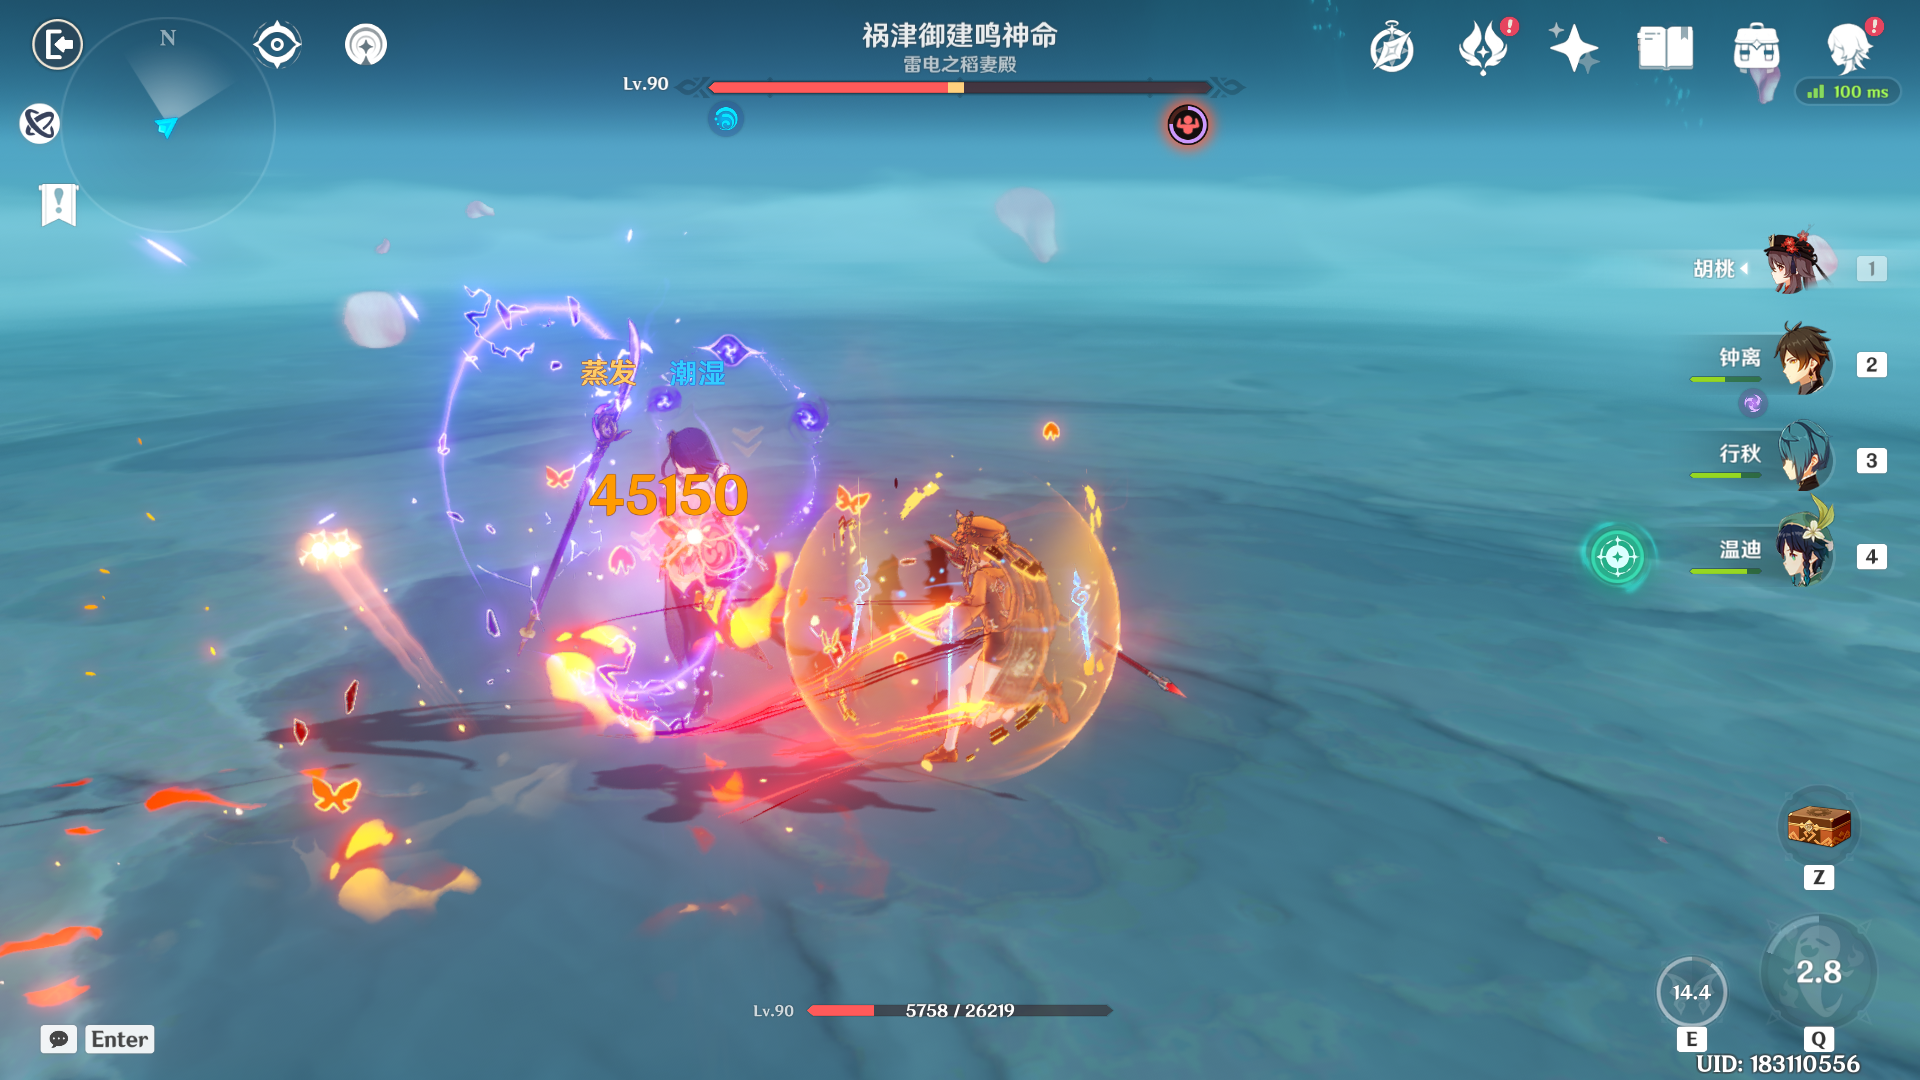 N
祸津御建鸣神命
雷电之稻妻殿
Lv.90
100 ms
胡桃
1
钟离
2
行秋
3
温迪
4
蒸发
潮湿
45150
Z
2.8
14.4
E
Q
Lv.90
5758 / 26219
Enter
UID: 183110556